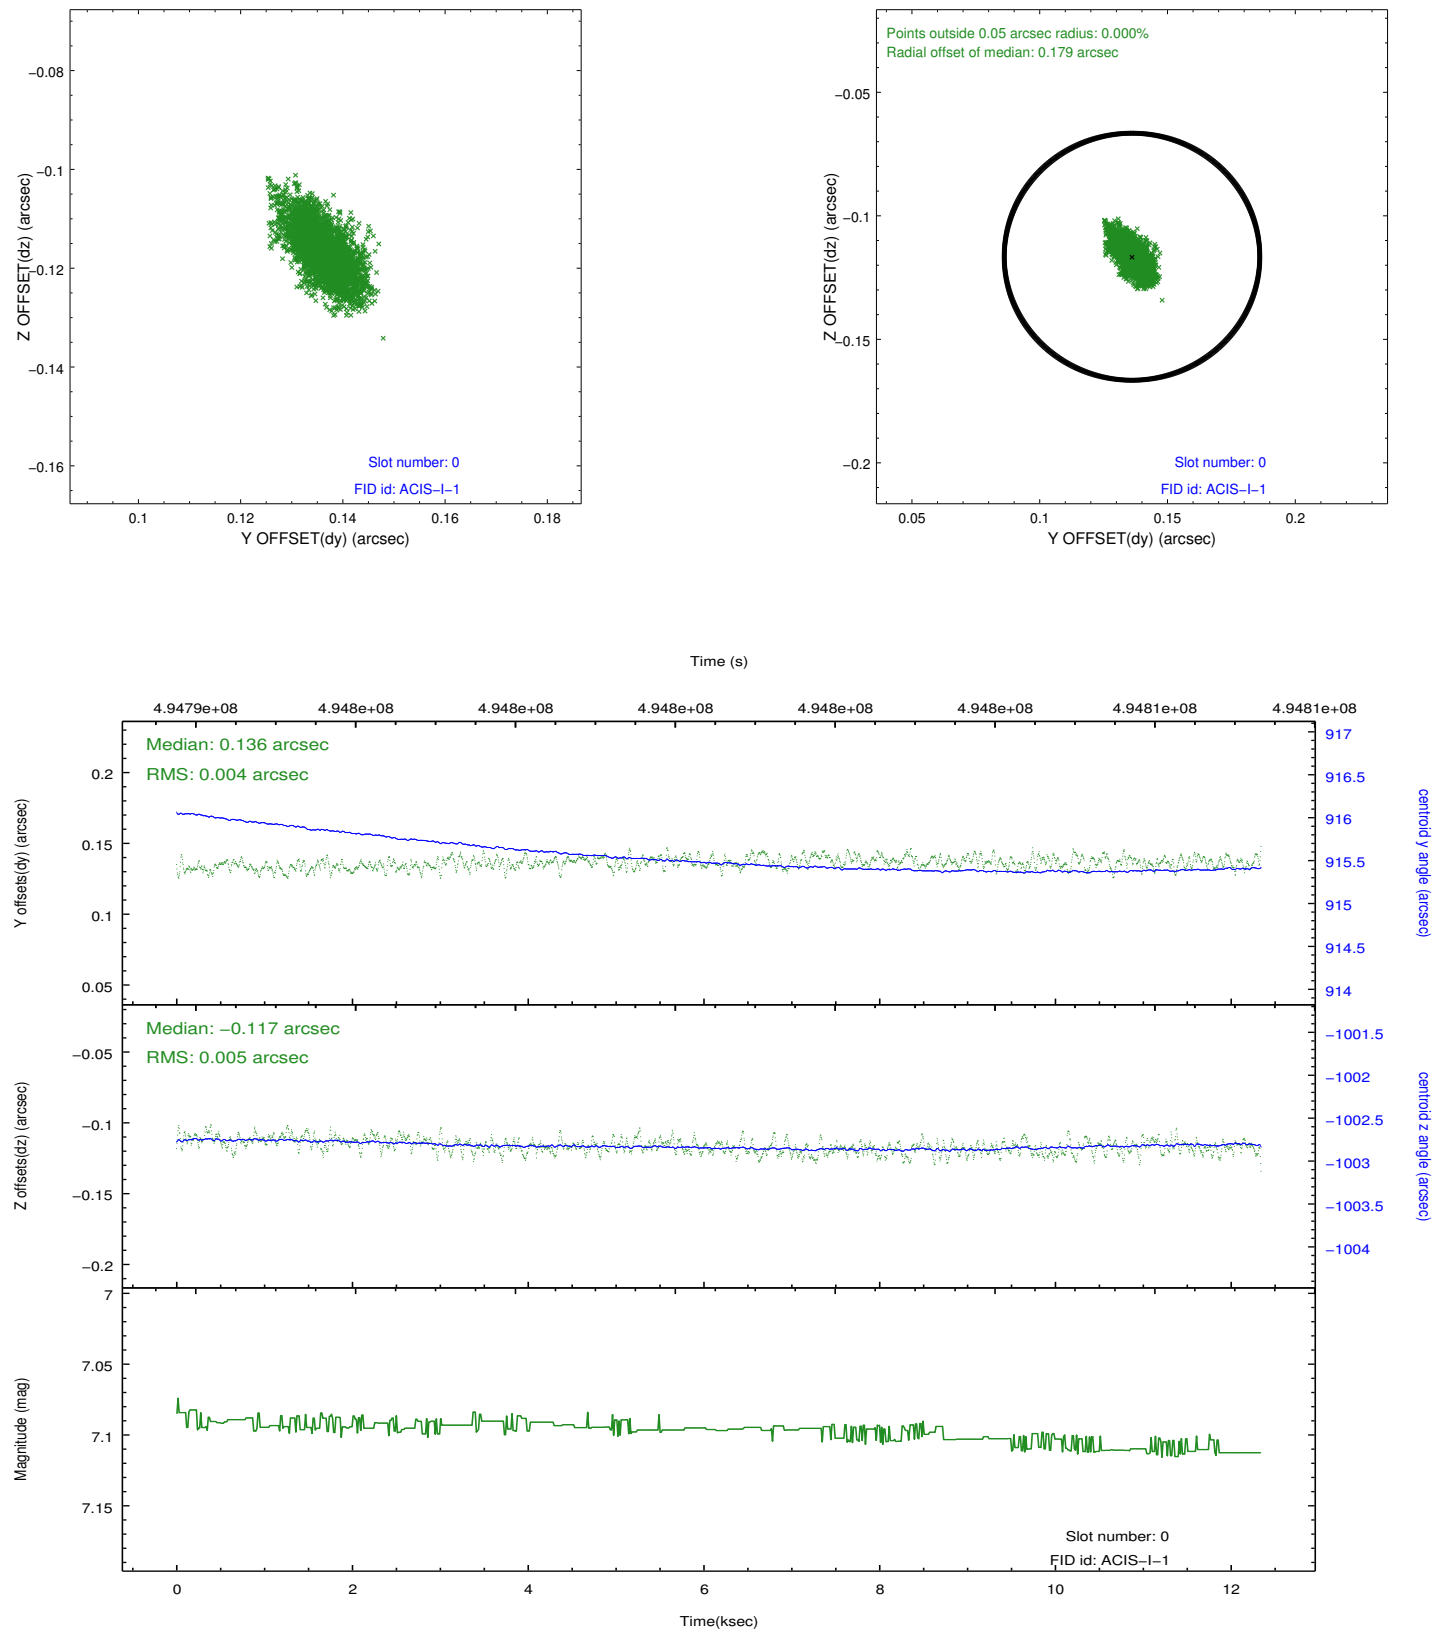 −0.08
−0.1
−0.12
−0.14
−0.16
Z OFFSET(dz) (arcsec)
Slot number: 0
FID id: ACIS−I−1
0.1
0.12
0.14
0.16
0.18
Y OFFSET(dy) (arcsec)
Points outside 0.05 arcsec radius: 0.000%
Radial offset of median: 0.179 arcsec
−0.05
−0.1
−0.15
−0.2
Z OFFSET(dz) (arcsec)
Slot number: 0
FID id: ACIS−I−1
0.05
0.1
0.15
0.2
Y OFFSET(dy) (arcsec)
Time (s)
4.9479e+08
4.948e+08
4.948e+08
4.948e+08
4.948e+08
4.948e+08
4.9481e+08
4.9481e+08
Median: 0.136 arcsec
RMS: 0.004 arcsec
0.2
0.15
0.1
0.05
Y offsets(dy) (arcsec)
917
916.5
916
915.5
915
914.5
914
centroid y angle (arcsec)
Median: −0.117 arcsec
RMS: 0.005 arcsec
−0.05
−0.1
−0.15
−0.2
Z offsets(dz) (arcsec)
−1001.5
−1002
−1002.5
−1003
−1003.5
−1004
centroid z angle (arcsec)
7
7.05
7.1
7.15
Magnitude (mag)
Slot number: 0
FID id: ACIS−I−1
0
2
4
6
8
10
12
Time(ksec)